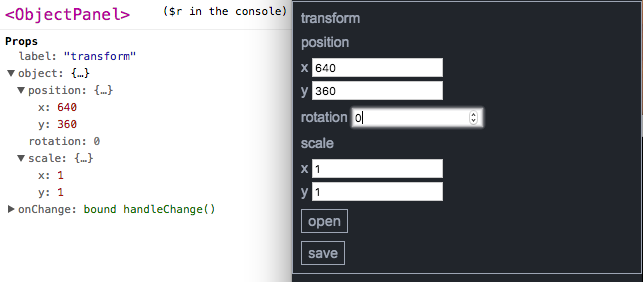 <ObjectPanel> ($r in the console)
Props
label: "transform"
▼object: {…}
▼position: {…}
x: 640
y: 360
rotation: 0
▼scale: {…}
x: 1
y: 1
▶onChange: bound handleChange()
transform
position
x 640
y 360
rotation 0
scale
x 1
y 1
open
save